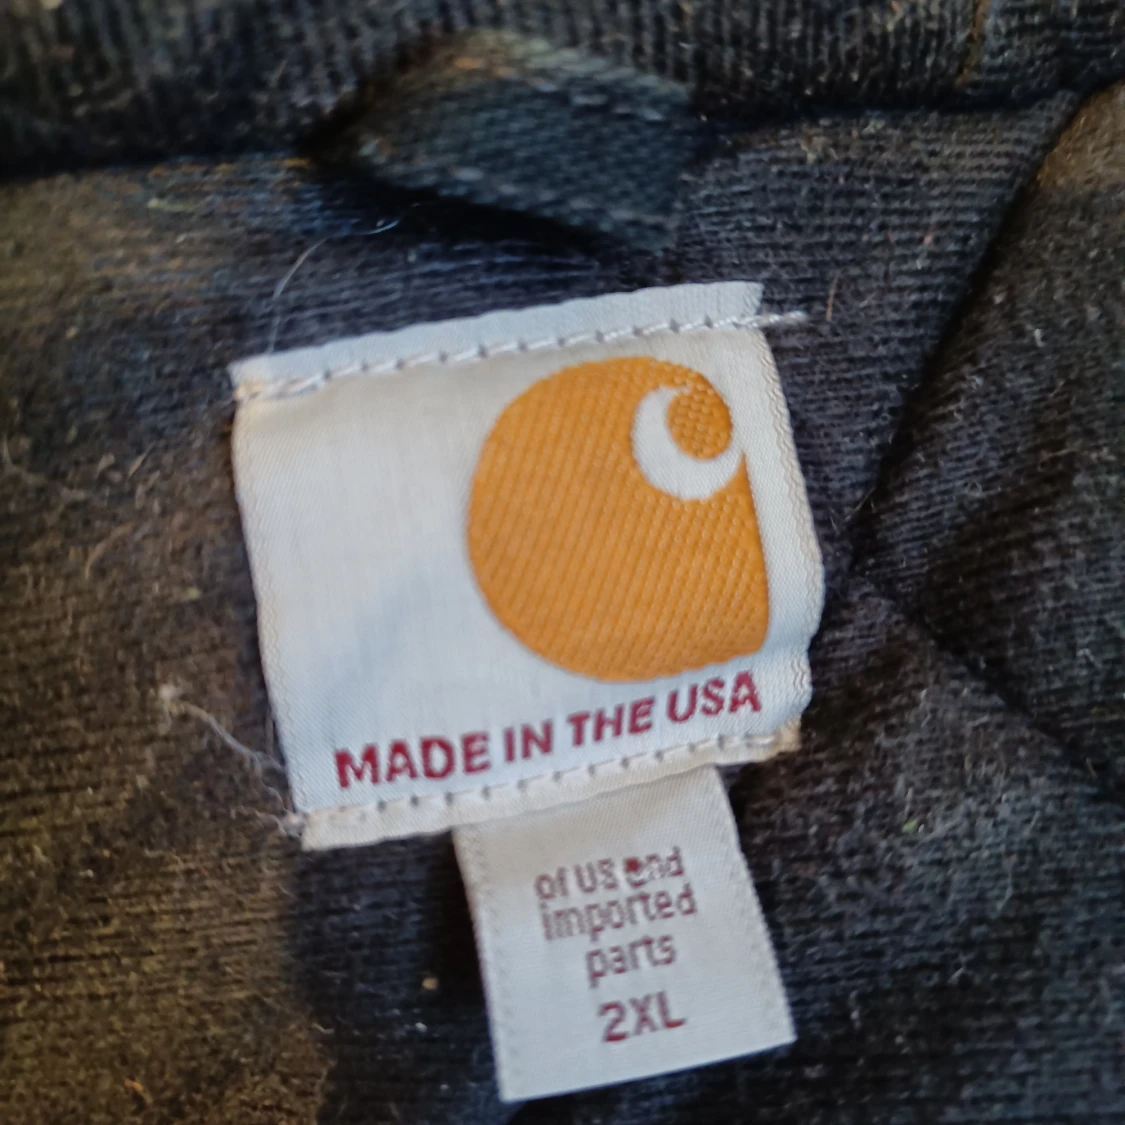 MADE IN THE USA
of US and
imported
parts
2XL